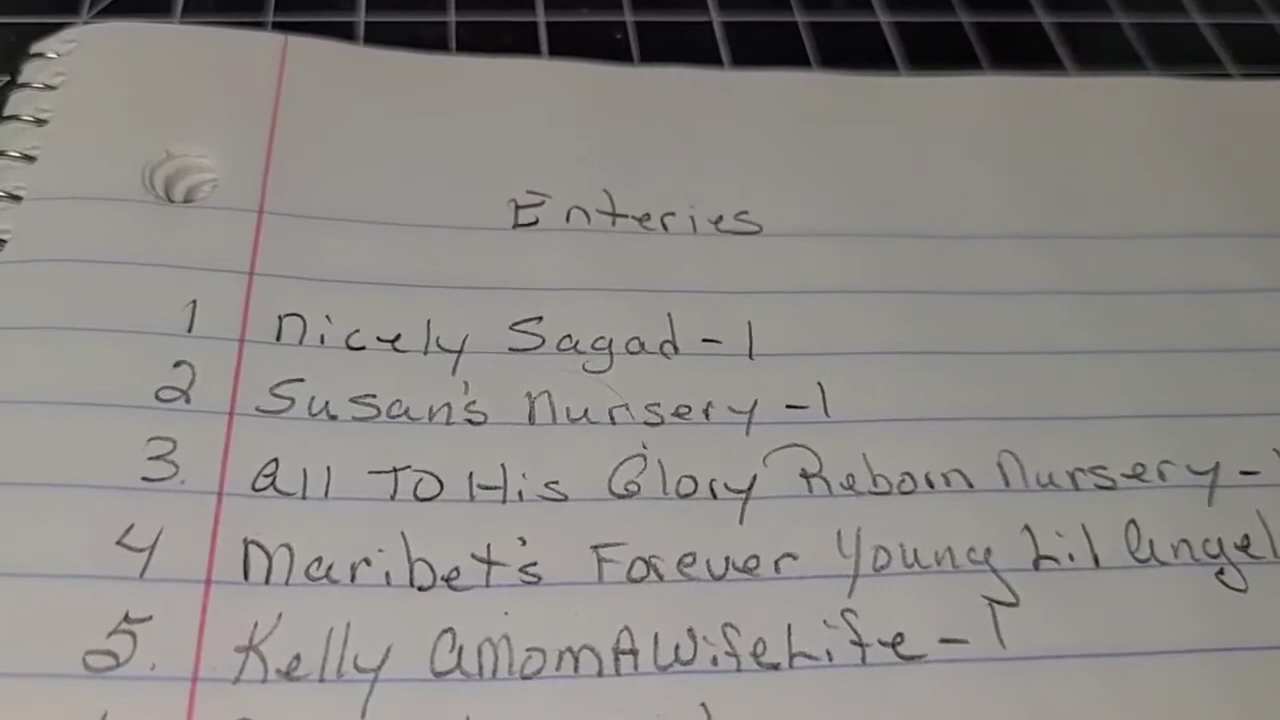 Enteries
1 Nicely Sagad - 1
2 Susan's Nursery - 1
3. All To His Glory Reborn Nursery -
4 Maribet's Forever Young Lil Angel
5. Kelly AMomAWifeLife - 1